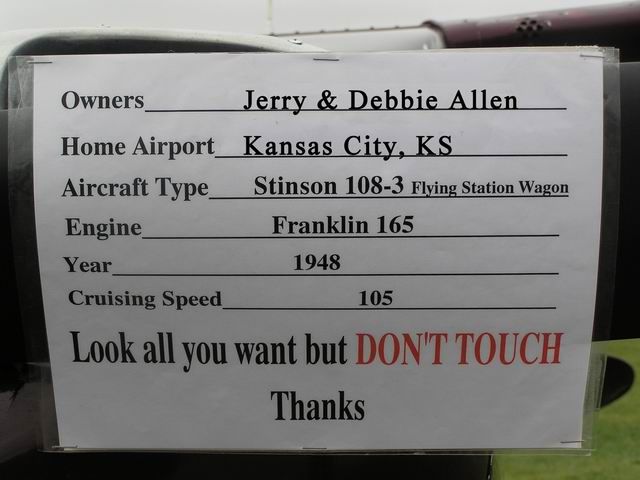 Owners Jerry & Debbie Allen
Home Airport Kansas City, KS
Aircraft Type Stinson 108-3 Flying Station Wagon
Engine Franklin 165
Year 1948
Cruising Speed 105
Look all you want but DON'T TOUCH
Thanks